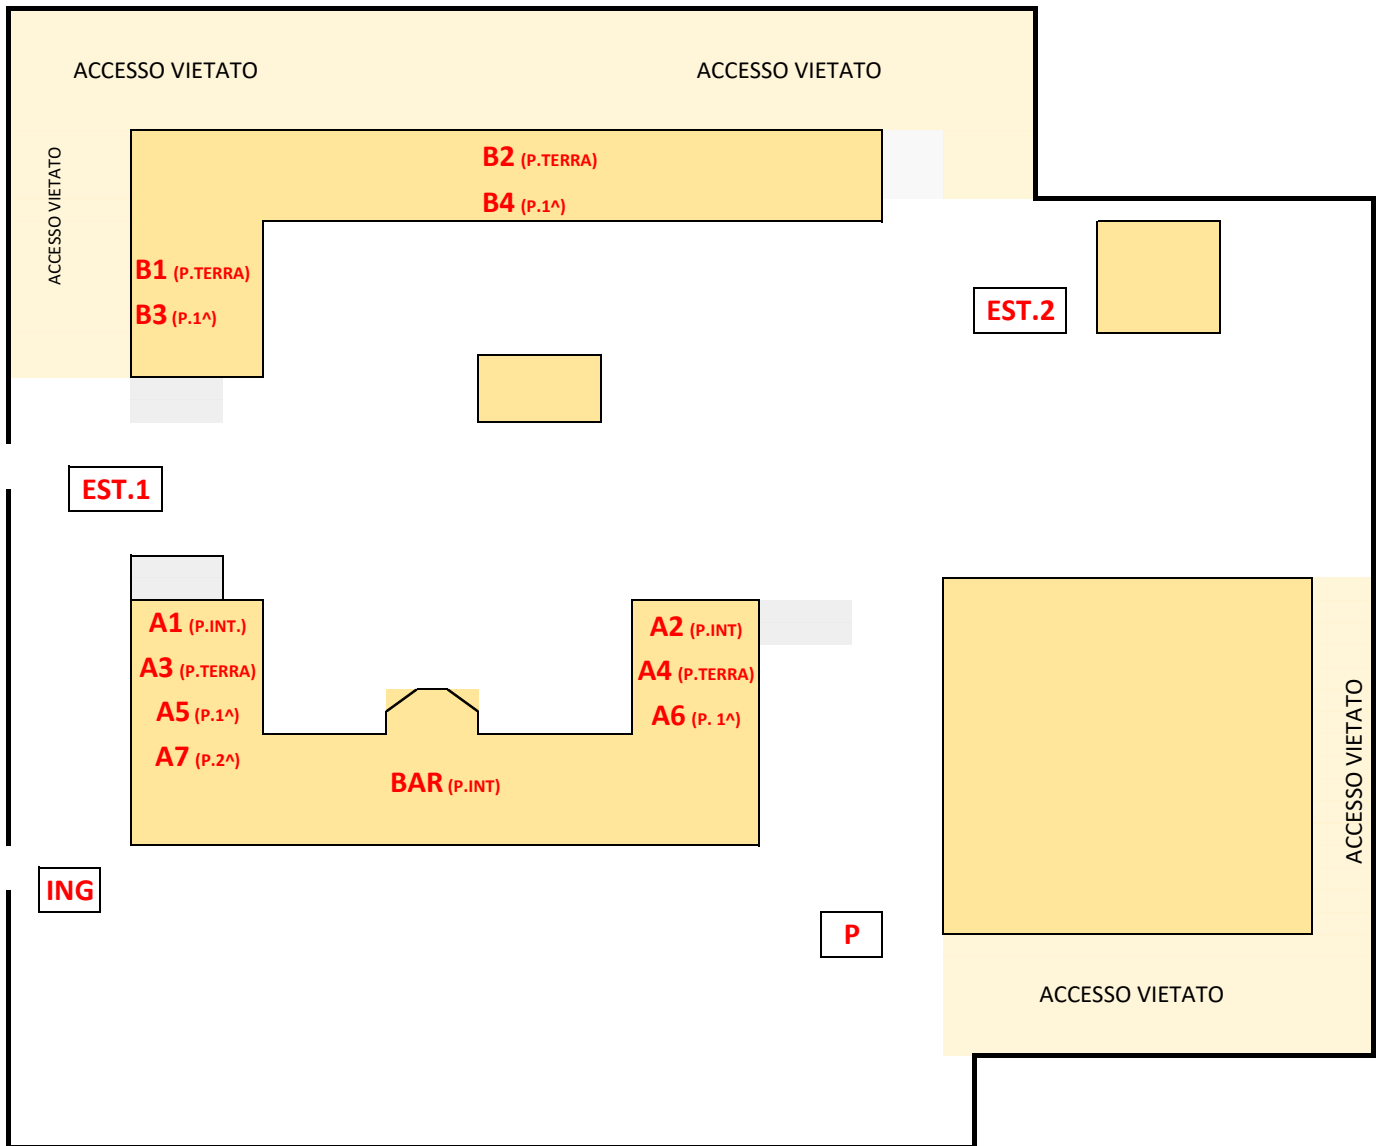 ACCESSO VIETATO
ACCESSO VIETATO
ACCESSO VIETATO
B2 (P.TERRA)
B4 (P.1^)
B1 (P.TERRA)
B3 (P.1^)
EST.2
EST.1
A1 (P.INT.)
A3 (P.TERRA)
A5 (P.1^)
A7 (P.2^)
A2 (P.INT)
A4 (P.TERRA)
A6 (P. 1^)
BAR (P.INT)
ACCESSO VIETATO
ING
P
ACCESSO VIETATO